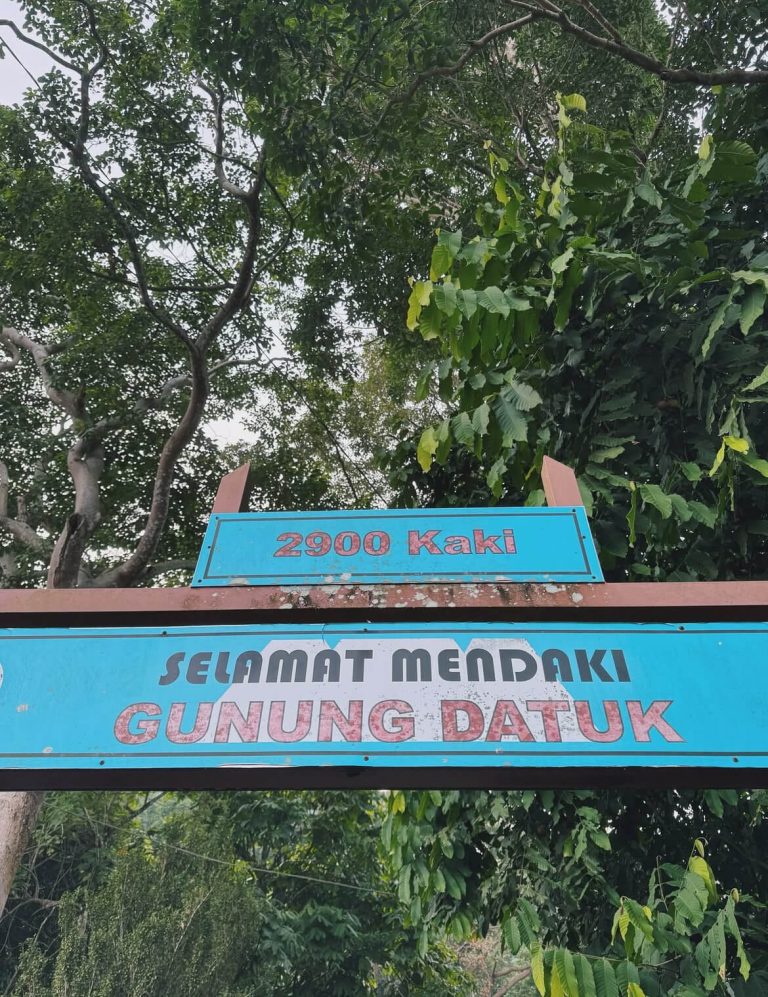 2900 Kaki
SELAMAT MENDAKI
GUNUNG DATUK